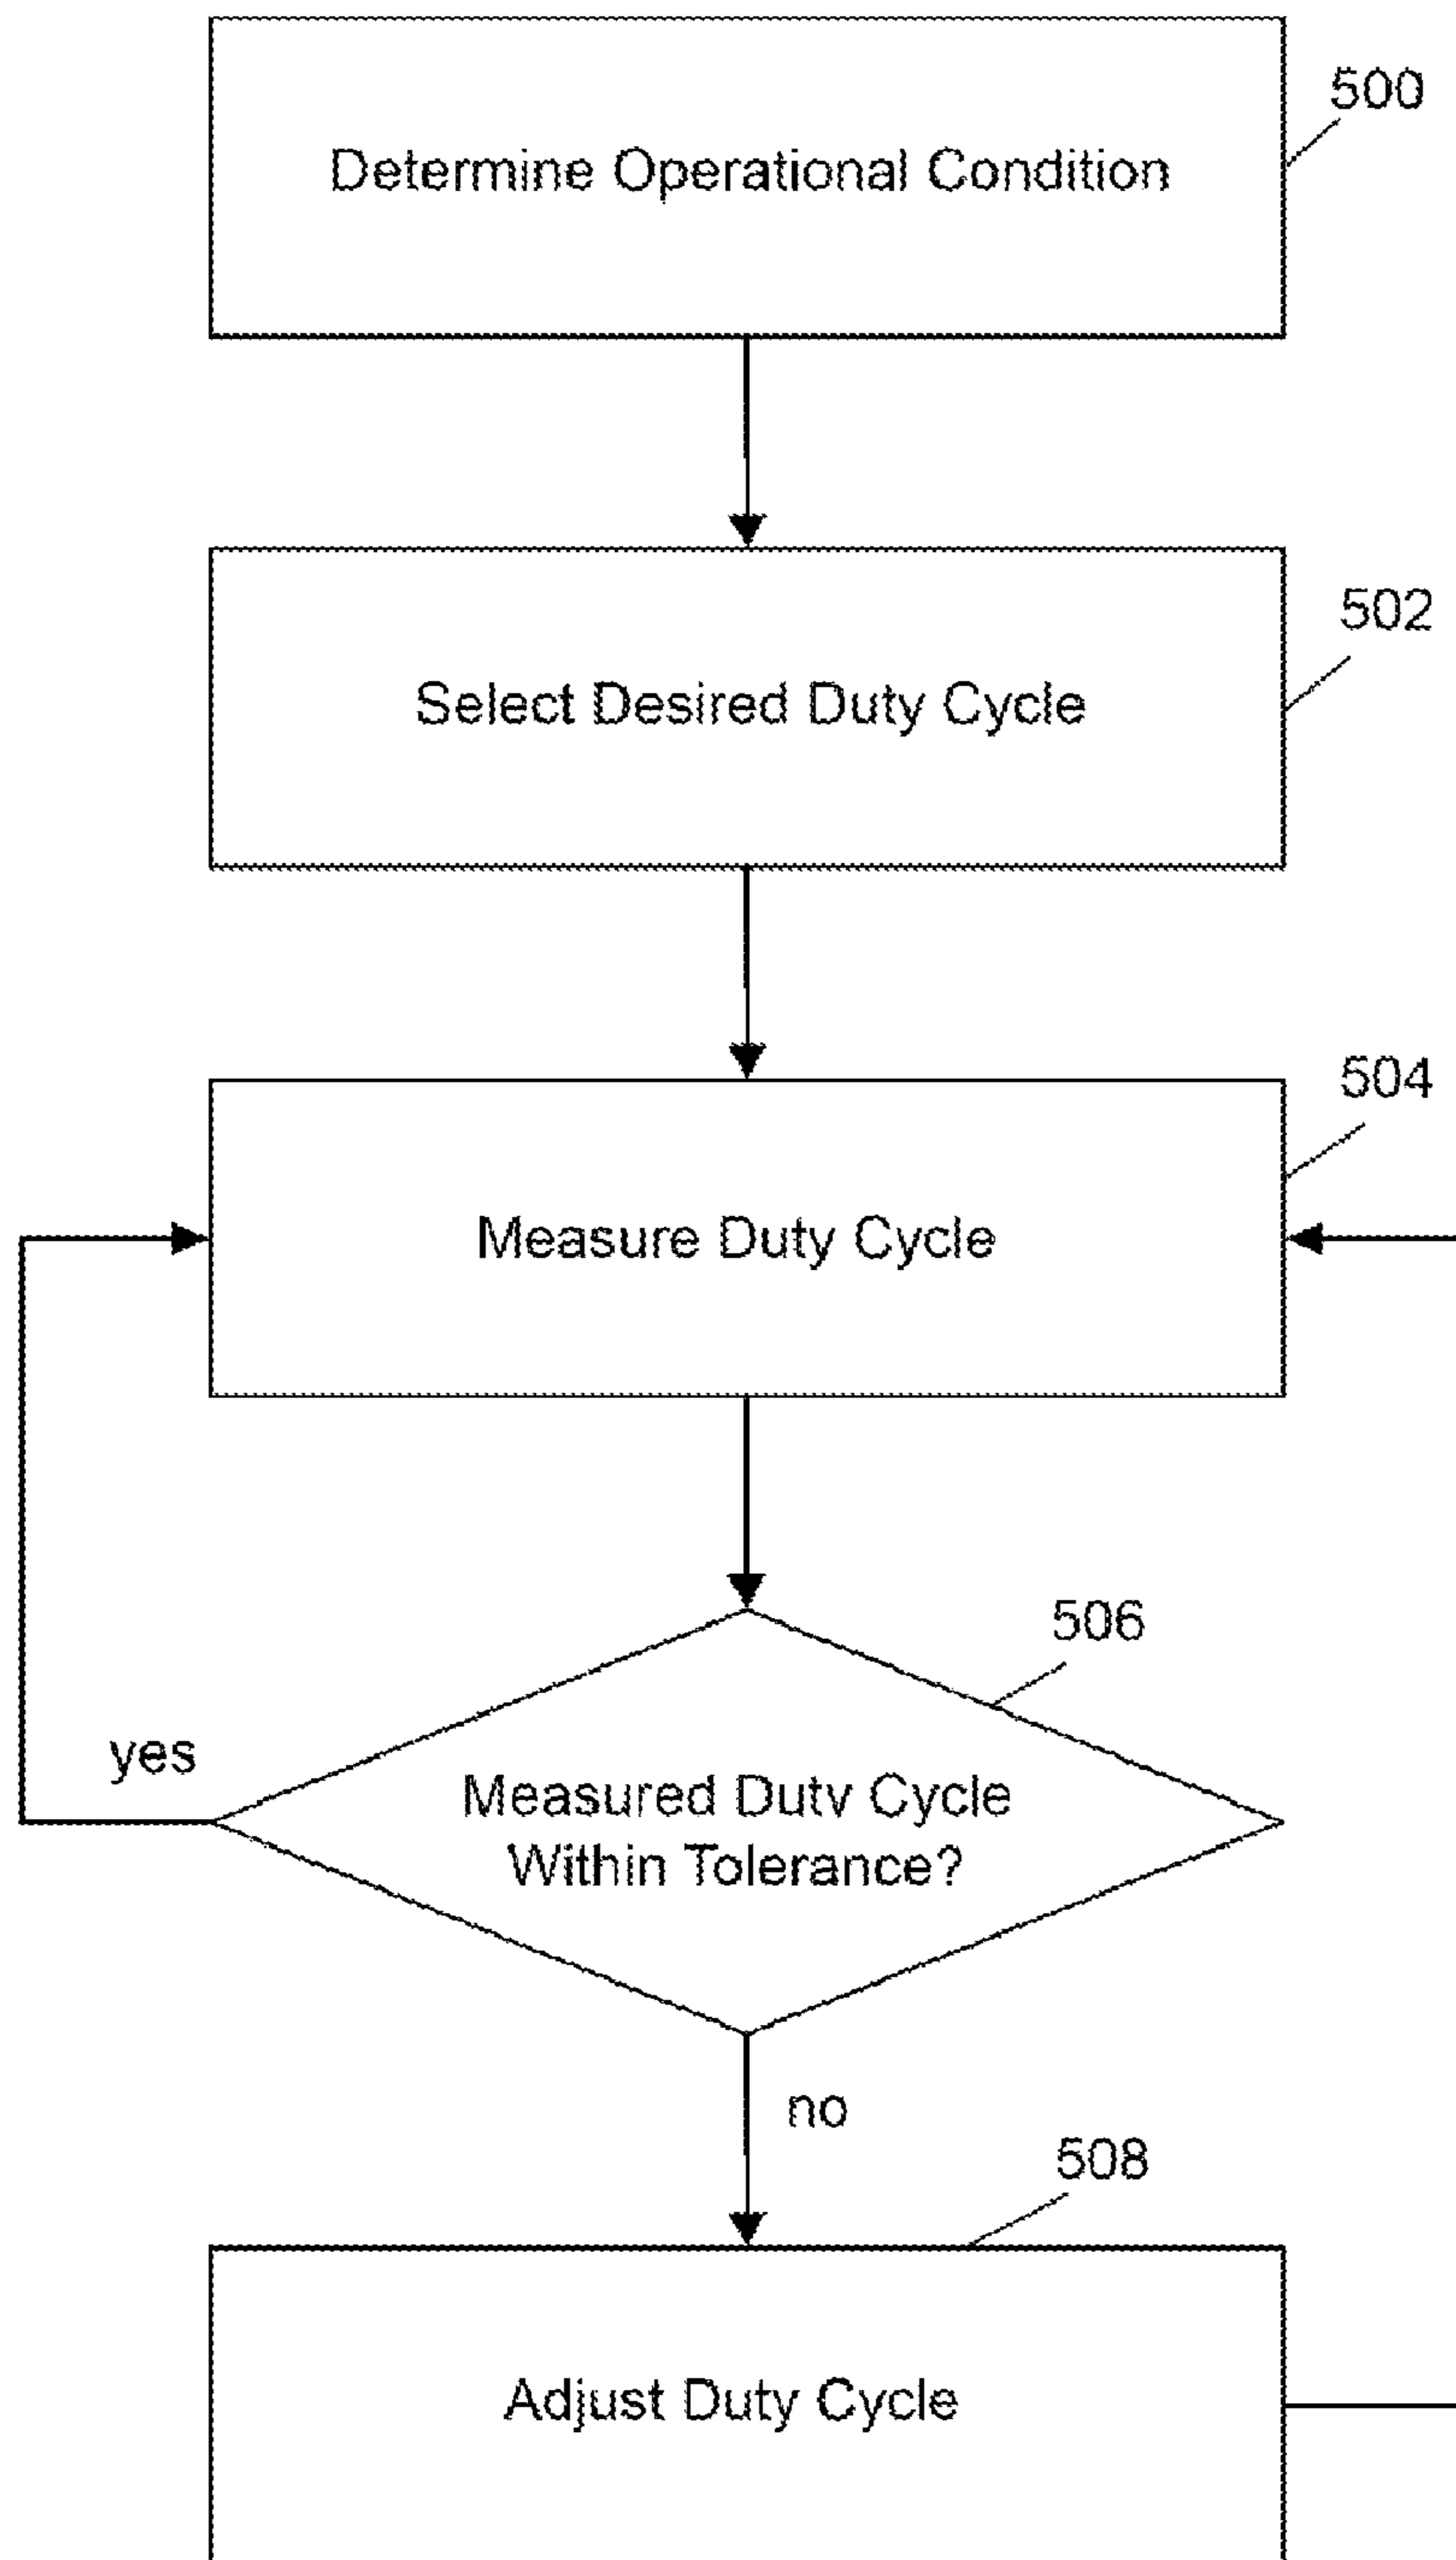 500
Determine Operational Condition
502
Select Desired Duty Cycle
504
Measure Duty Cycle
506
yes
Measured Duty Cycle
Within Tolerance?
no
508
Adjust Duty Cycle